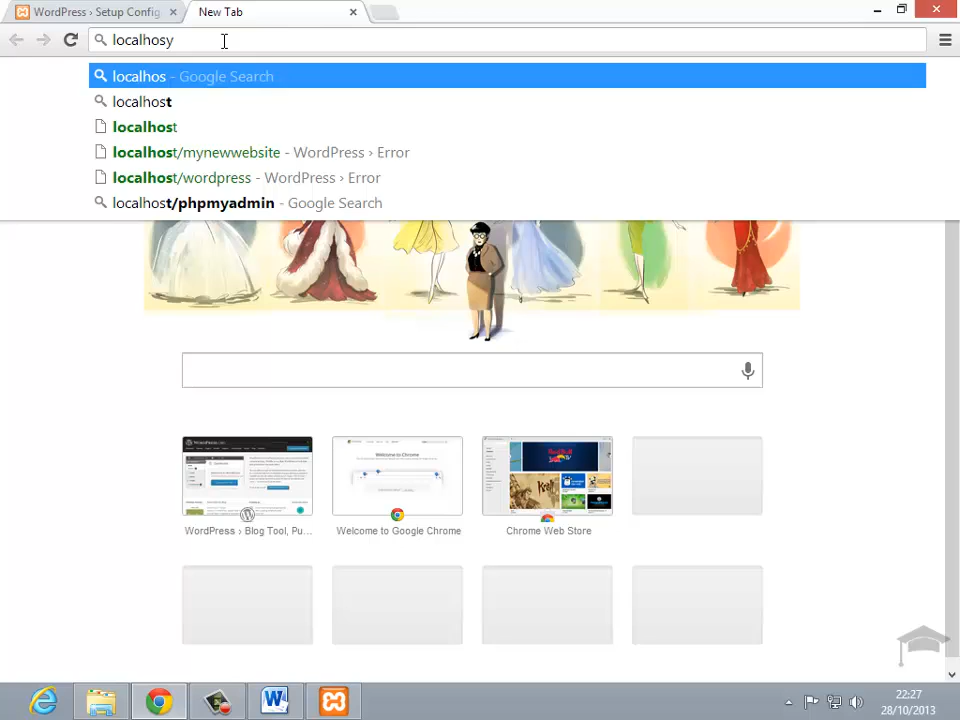 WordPress › Setup Config
New Tab
localhosy
localhos - Google Search
localhost
localhost
localhost/mynewwebsite - WordPress › Error
localhost/wordpress - WordPress › Error
localhost/phpmyadmin - Google Search
WordPress › Blog Tool, Pu...
Welcome to Google Chrome
Chrome Web Store
22:27
28/10/2013